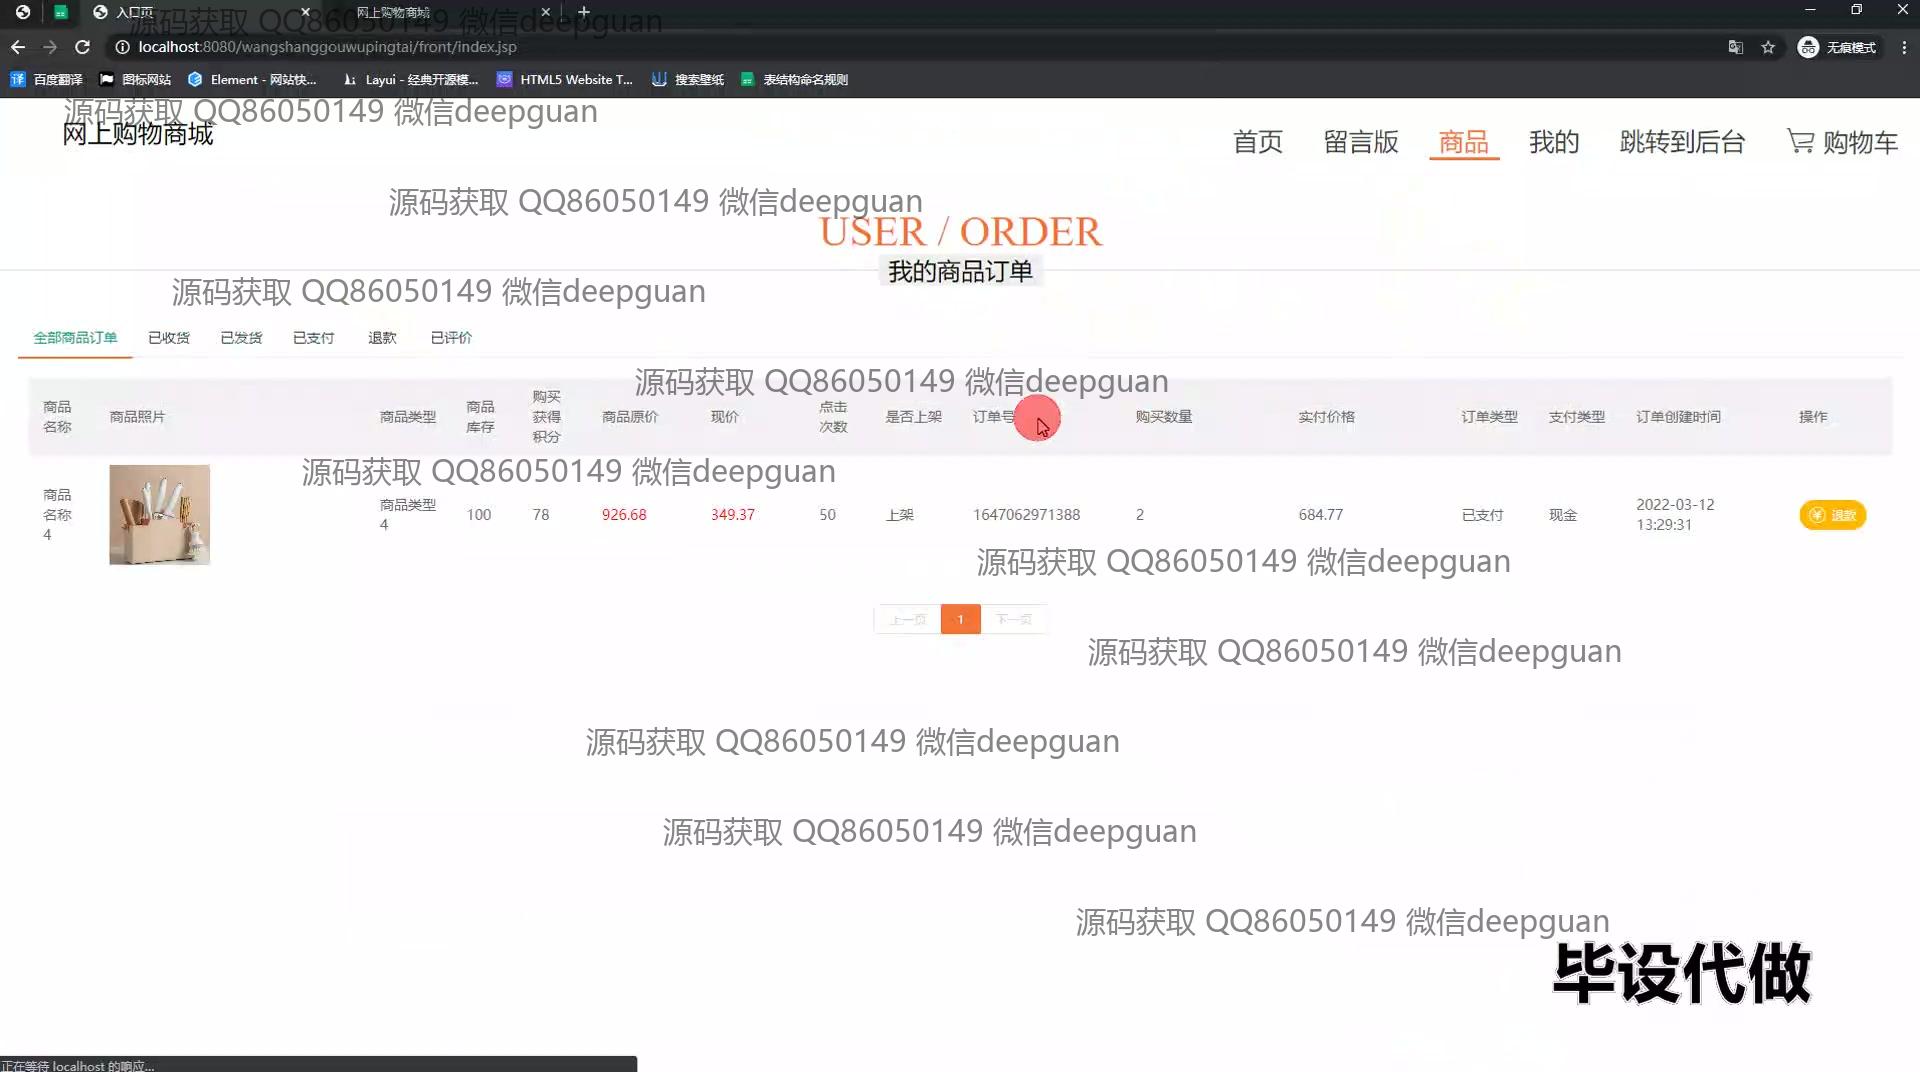 入口页
网上购物商城
源码获取 QQ86050149 微信deepguan
localhost:8080/wangshanggouwupingtai/front/index.jsp
无痕模式
百度翻译 图标网站 Element - 网站快... Layui - 经典开源模... HTML5 Website T... 搜索壁纸 表结构命名规则
源码获取 QQ86050149 微信deepguan
网上购物商城
首页 留言版 商品 我的 跳转到后台 购物车
源码获取 QQ86050149 微信deepguan
USER / ORDER
我的商品订单
源码获取 QQ86050149 微信deepguan
全部商品订单 已收货 已发货 已支付 退款 已评价
源码获取 QQ86050149 微信deepguan
商品名称 商品照片 商品类型 商品库存 购买获得积分 商品原价 现价 点击次数 是否上架 订单号 购买数量 实付价格 订单类型 支付类型 订单创建时间 操作
源码获取 QQ86050149 微信deepguan
商品名称4 商品类型4 100 78 926.68 349.37 50 上架 1647062971388 2 684.77 已支付 现金 2022-03-12 13:29:31 退款
源码获取 QQ86050149 微信deepguan
上一页 1 下一页
源码获取 QQ86050149 微信deepguan
源码获取 QQ86050149 微信deepguan
源码获取 QQ86050149 微信deepguan
源码获取 QQ86050149 微信deepguan
毕设代做
正在等待 localhost 的响应...